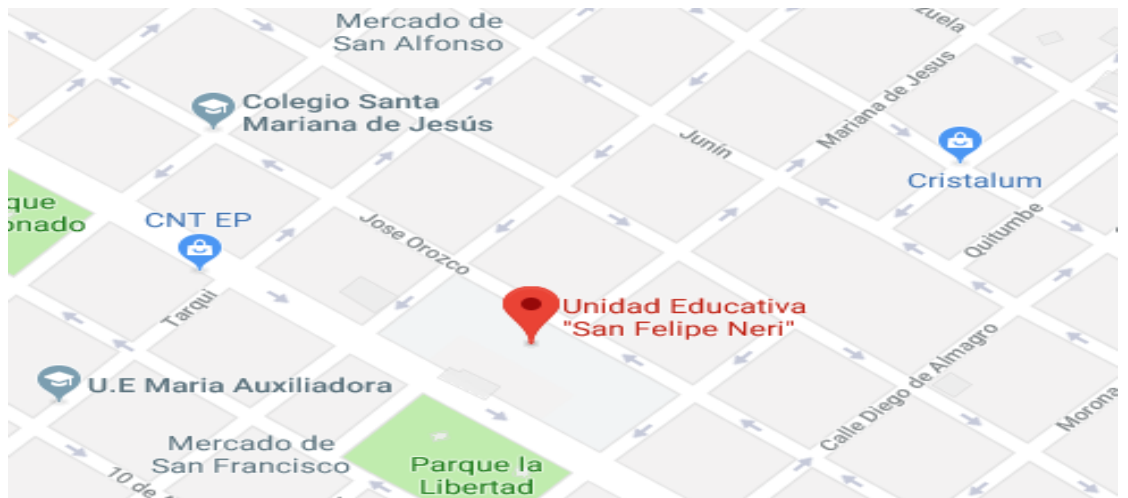 Mercado de
San Alfonso
Colegio Santa
Mariana de Jesús
Junín
Mariana de Jesus
Cristalum
CNT EP
Jose Orozco
Quitumbe
Tarqui
Unidad Educativa
"San Felipe Neri"
U.E Maria Auxiliadora
Calle Diego de Almagro
Morona
Mercado de
San Francisco
10 de
Parque la
Libertad